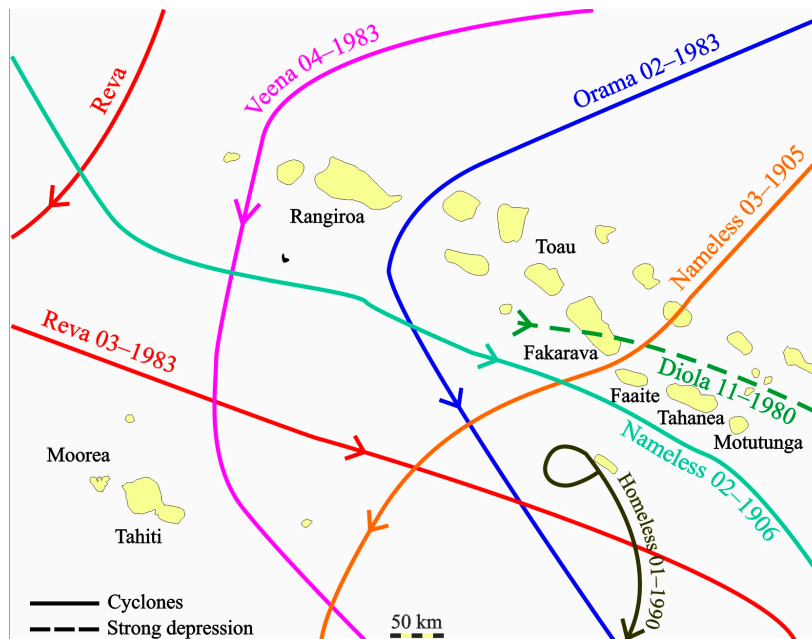 Reva
Veena 04–1983
Orama 02–1983
Nameless 03–1905
Rangiroa
Toau
Reva 03–1983
Fakarava
Diola 11–1980
Faaite
Tahanea
Motutunga
Nameless 02–1906
Moorea
Tahiti
Homeless 01–1990
Cyclones
Strong depression
50 km